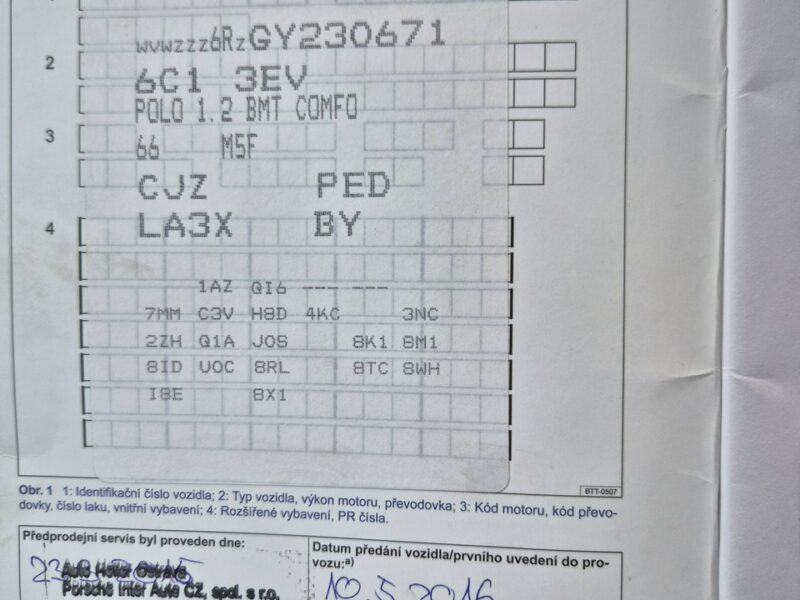 WVWZZZ6RZGY230671
2
6C1 3EV
POLO 1.2 BMT COMFO
3
66 M5F
CJZ PED
4
LA3X BY
1AZ QI6 --- ---
7MM C3V H8D 4KC 3NC
2ZH Q1A J0S 8K1 8M1
8ID U0C 8RL 8TC 8WH
I8E 8X1
BTT-0507
Obr. 1 1: Identifikační číslo vozidla; 2: Typ vozidla, výkon motoru, převodovka; 3: Kód motoru, kód převo-
dovky, číslo laku, vnitřní vybavení; 4: Rozšířené vybavení, PR čísla.
Předprodejní servis byl proveden dne:
Datum předání vozidla/prvního uvedení do pro-
vozu:a)
Auto Heller Ostrava
Porsche Inter Auto CZ, spol. s r.o.
10.5.2016